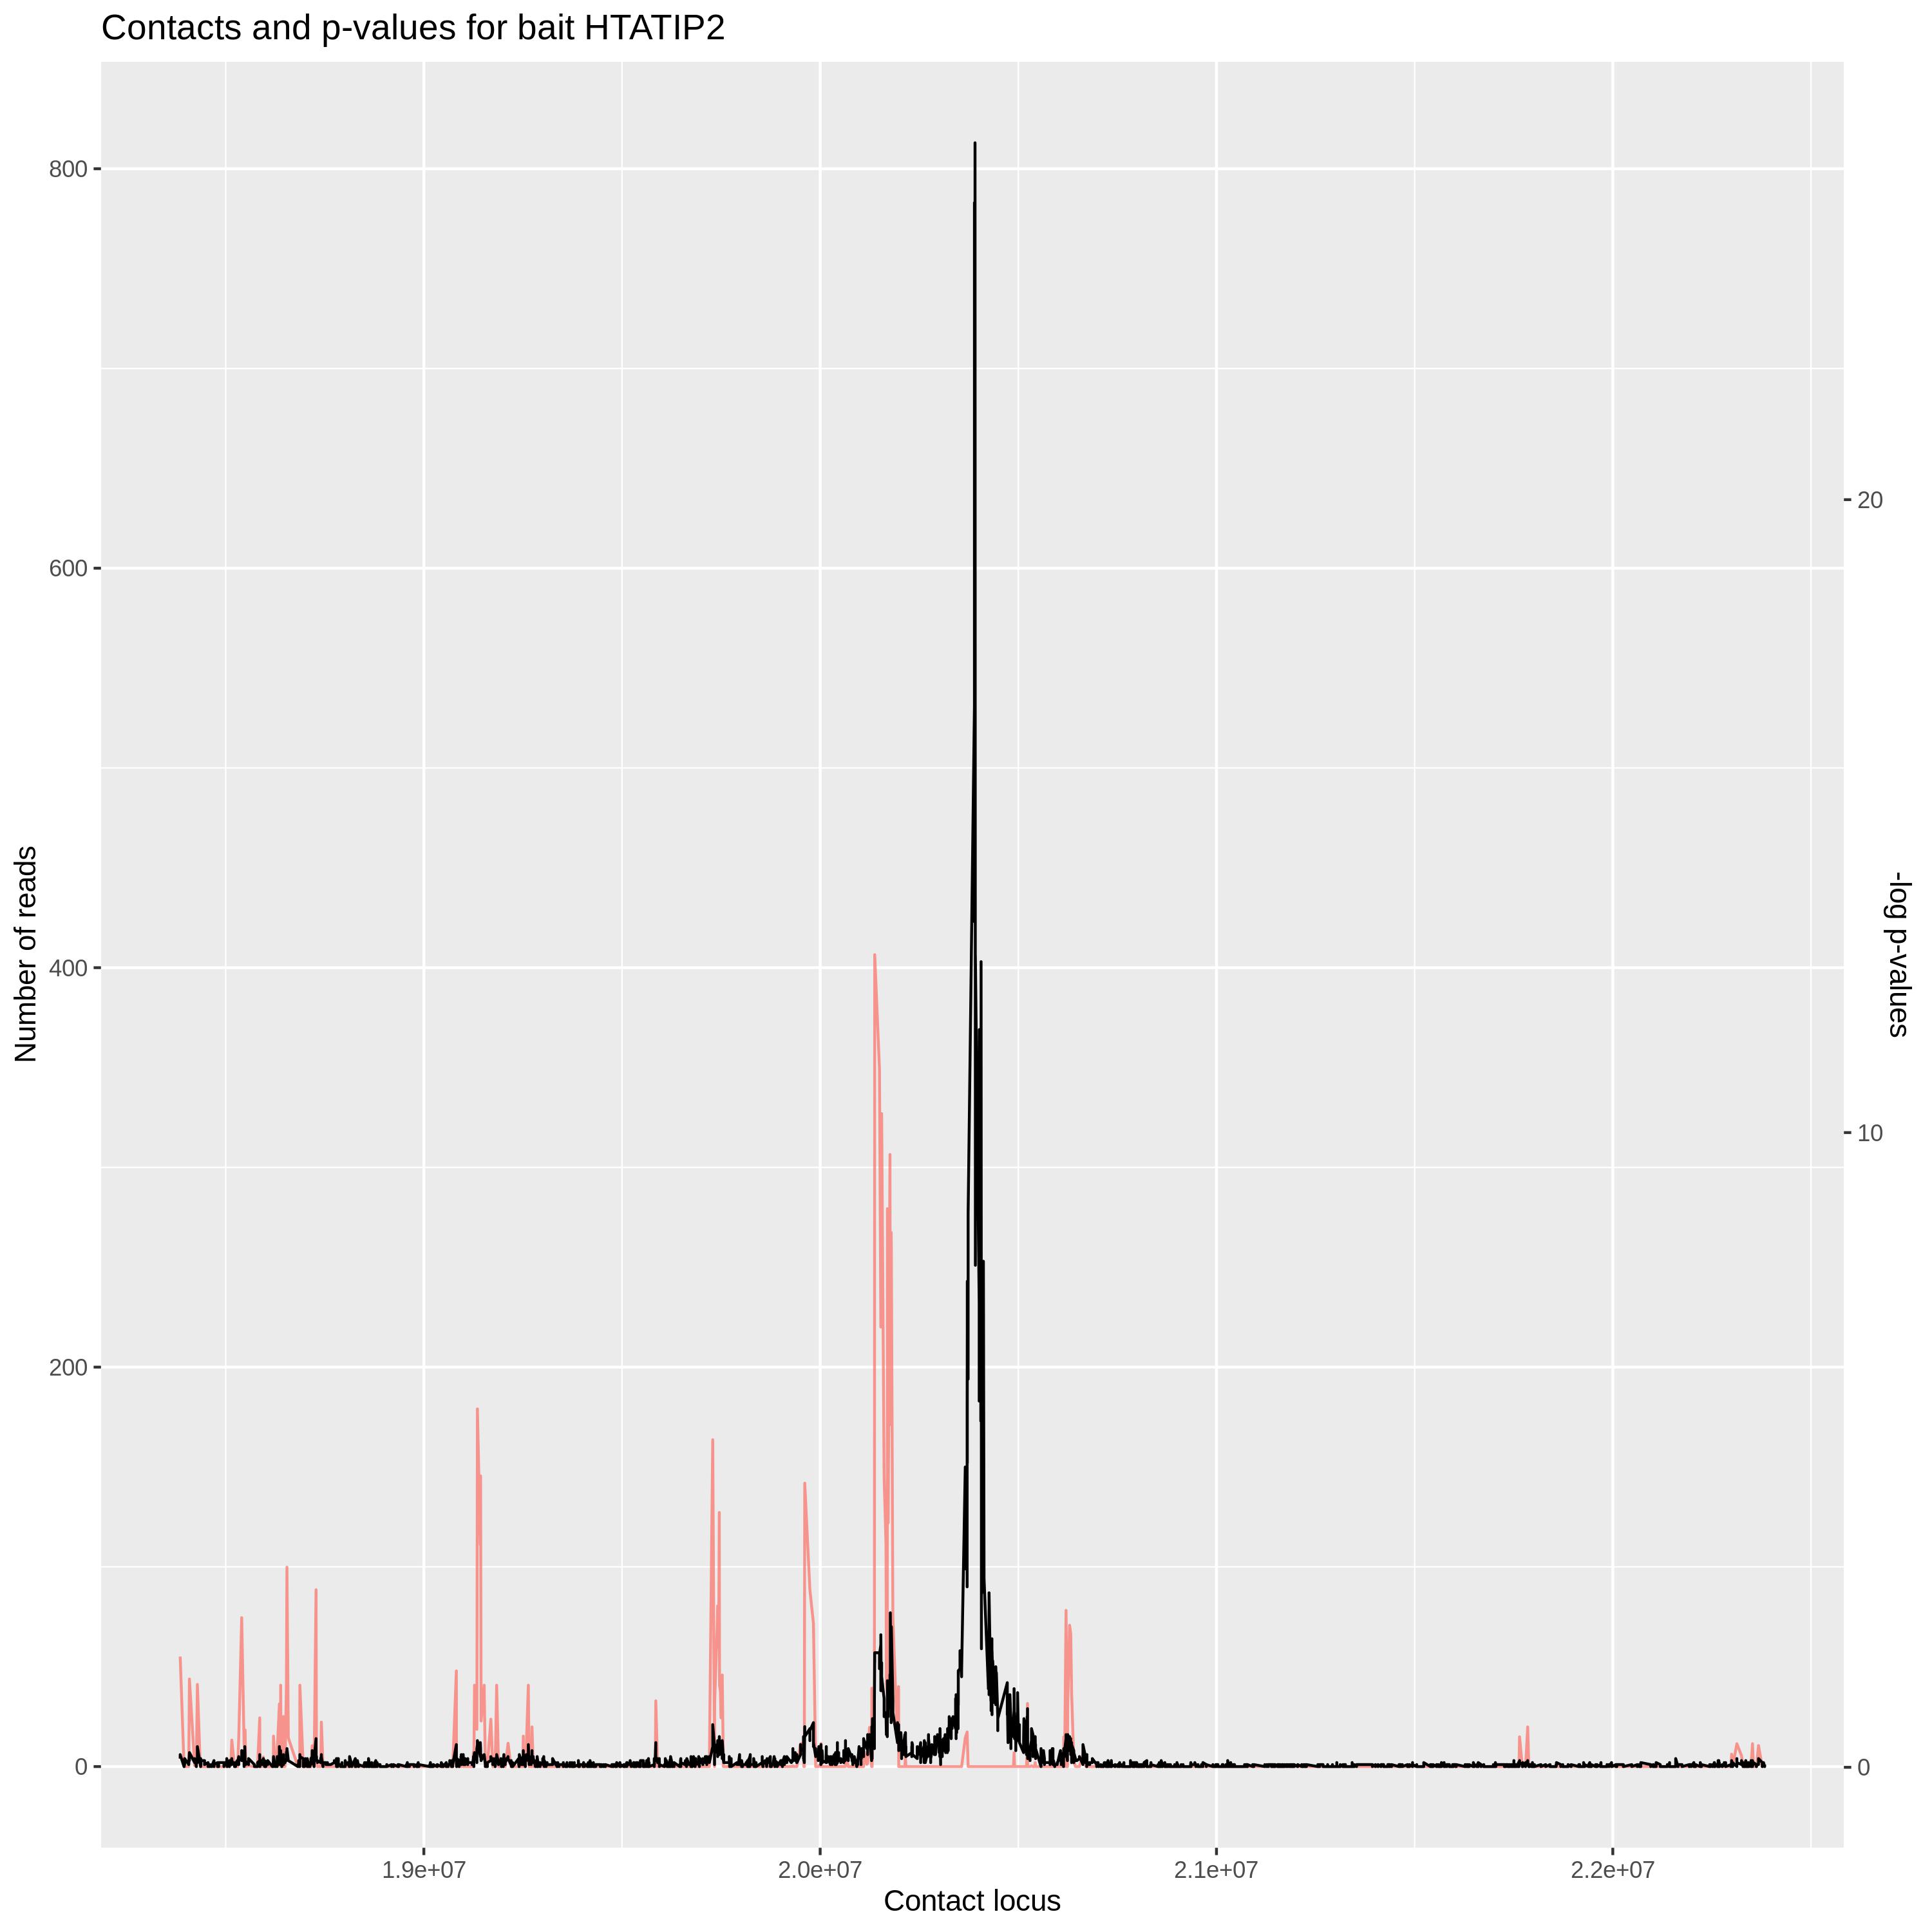 Contacts and p-values for bait HTATIP2
800
600
400
200
0
Number of reads
20
10
0
-log p-values
1.9e+07
2.0e+07
2.1e+07
2.2e+07
Contact locus